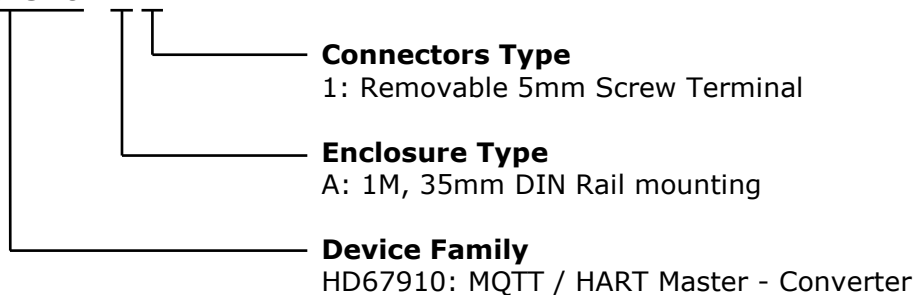 Connectors Type
1: Removable 5mm Screw Terminal
Enclosure Type
A: 1M, 35mm DIN Rail mounting
Device Family
HD67910: MQTT / HART Master - Converter